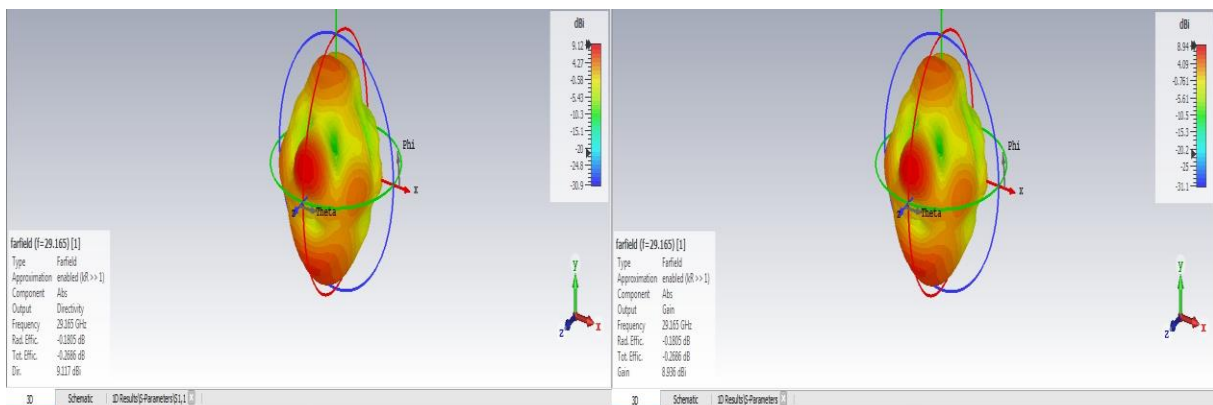 dBi
9.12
4.27
-0.58
-5.43
-10.3
-15.1
-20
-24.8
-30.9
Phi
x
Theta
farfield (f=29.165) [1]
Type Farfield
Approximation enabled (kR >> 1)
Component Abs
Output Directivity
Frequency 29.165 GHz
Rad. Effic. -0.1805 dB
Tot. Effic. -0.2686 dB
Dir. 9.117 dBi
y
z
x
3D Schematic 1D Results\S-Parameters\S1,1
dBi
8.94
4.09
-0.761
-5.61
-10.5
-15.3
-20.2
-25
-31.1
Phi
x
Theta
farfield (f=29.165) [1]
Type Farfield
Approximation enabled (kR >> 1)
Component Abs
Output Gain
Frequency 29.165 GHz
Rad. Effic. -0.1805 dB
Tot. Effic. -0.2686 dB
Gain 8.936 dBi
y
z
x
3D Schematic 1D Results\S-Parameters